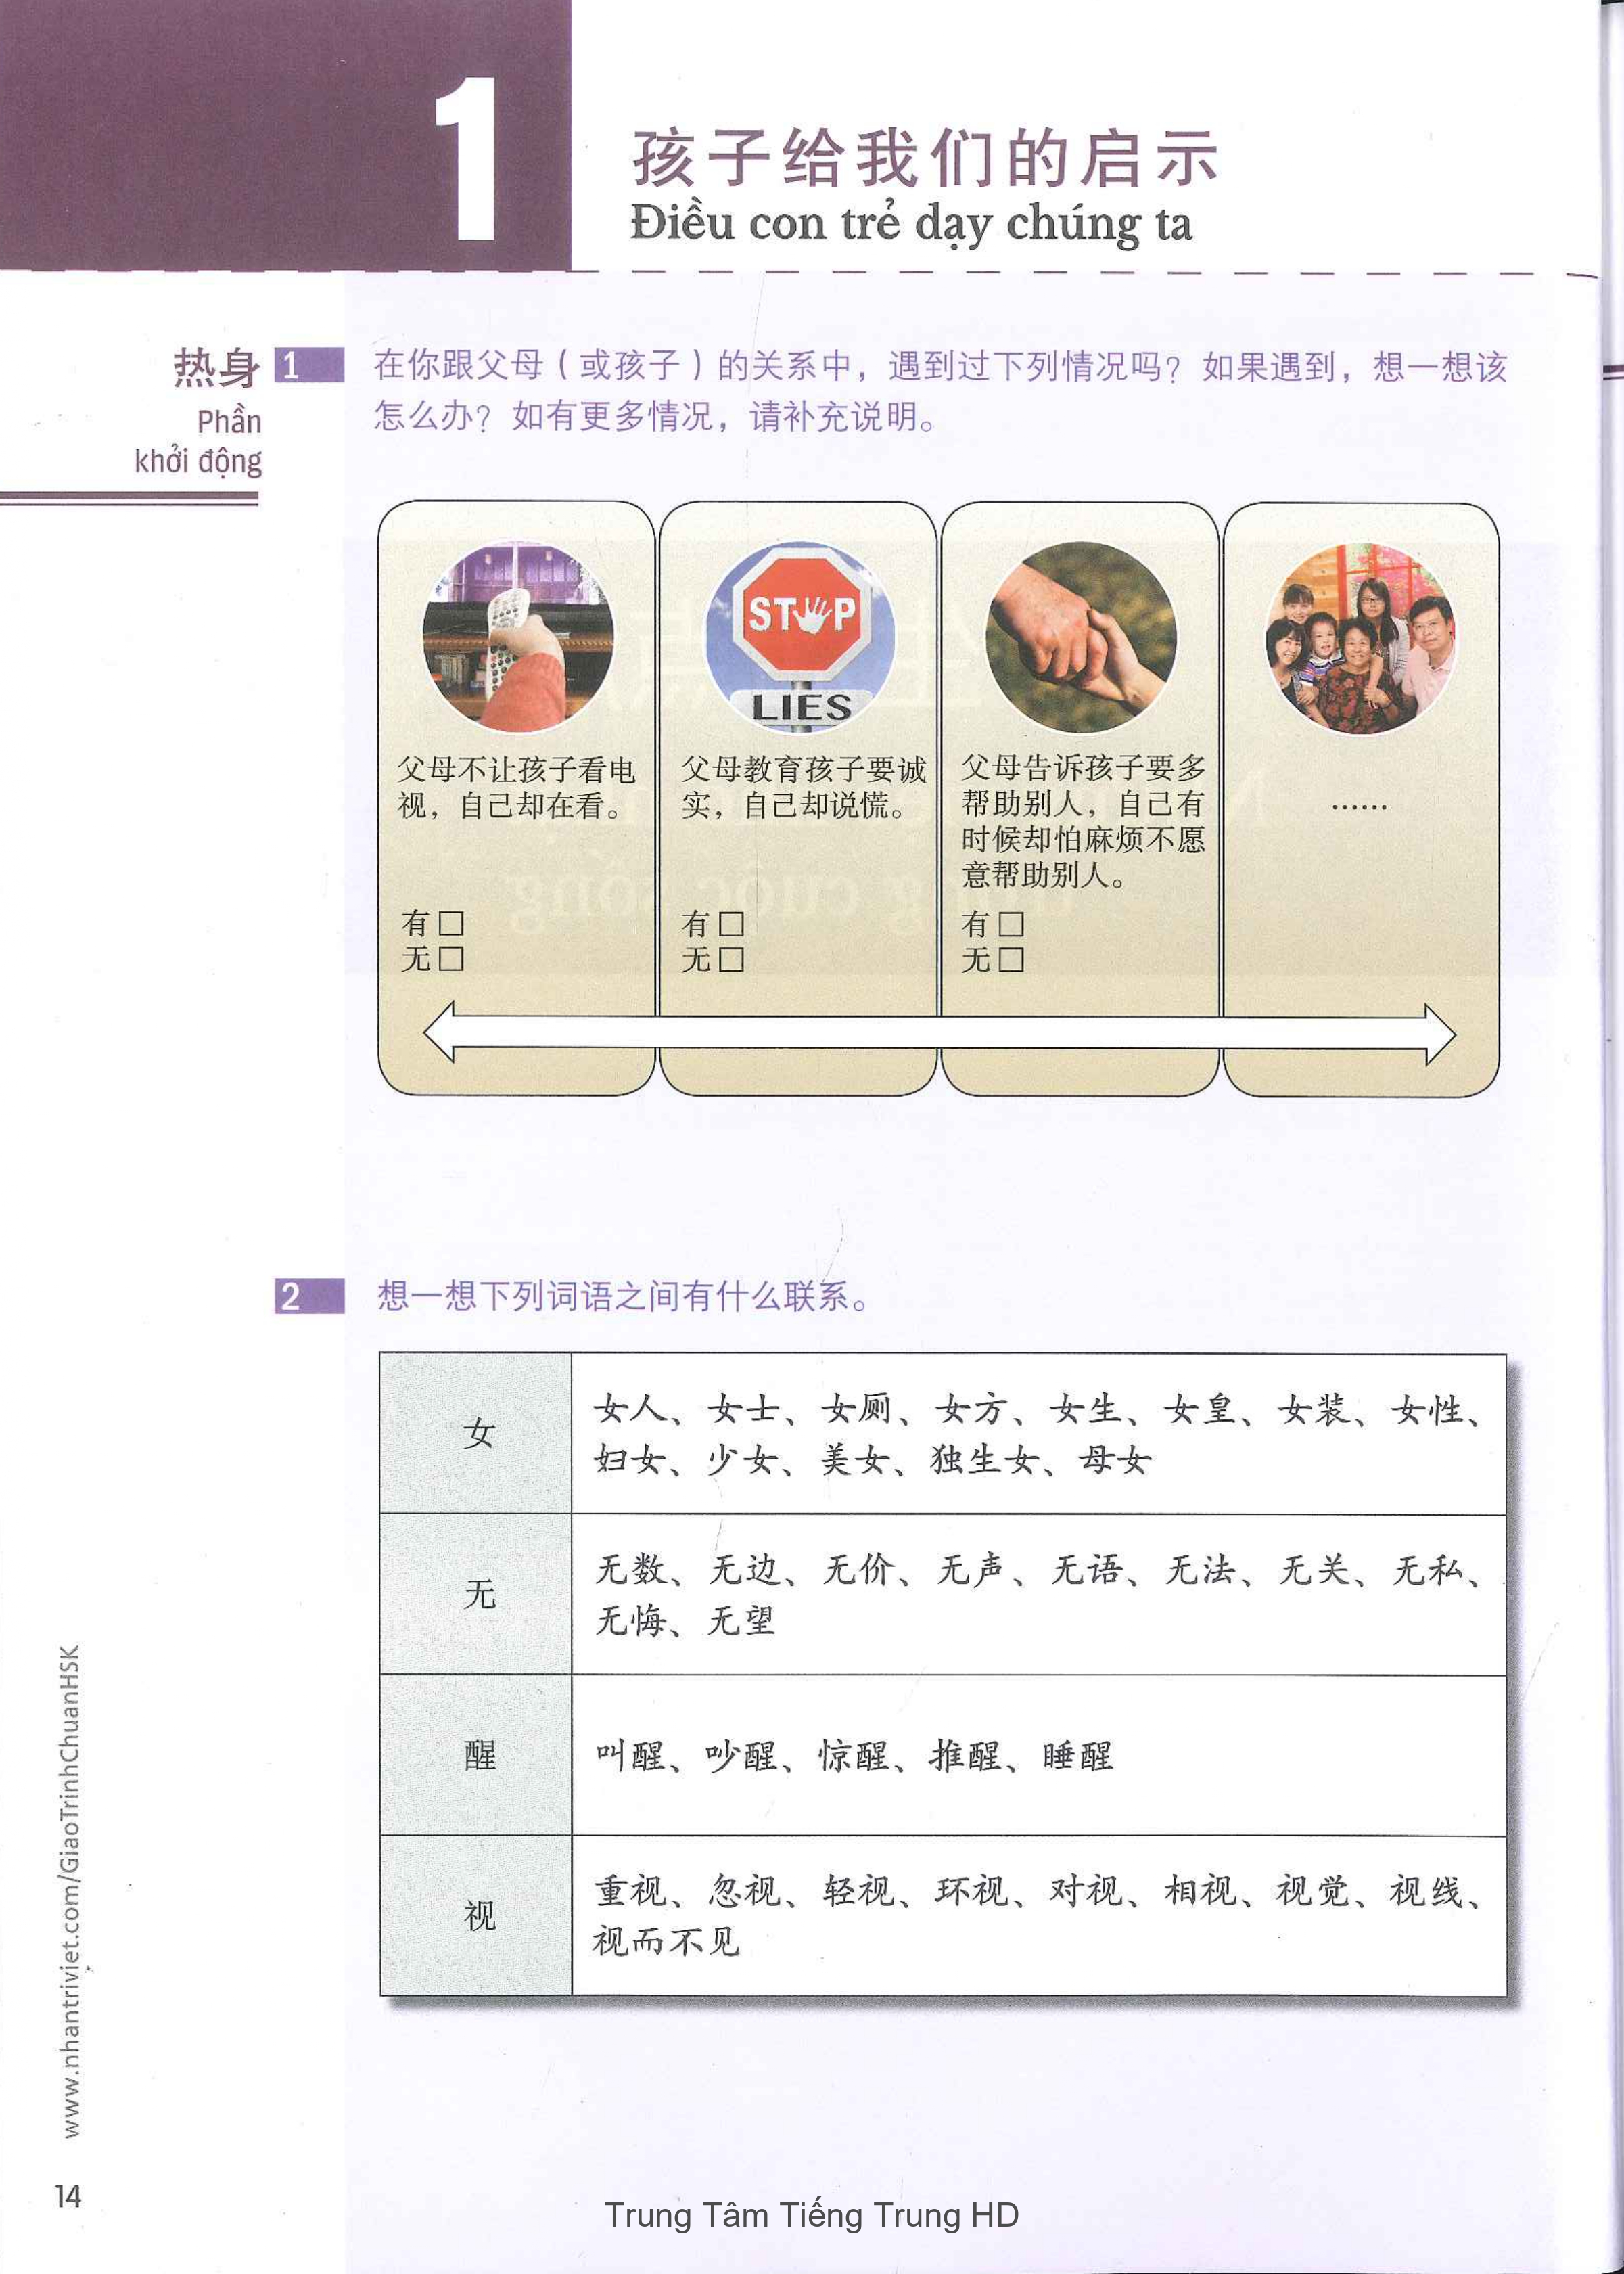 1
孩子给我们的启示
Điều con trẻ dạy chúng ta
热身
Phần
khởi động
1
在你跟父母（或孩子）的关系中，遇到过下列情况吗？如果遇到，想一想该
怎么办？如有更多情况，请补充说明。
STOP
LIES
父母不让孩子看电
视，自己却在看。
有□
无□
父母教育孩子要诚
实，自己却说慌。
有□
无□
父母告诉孩子要多
帮助别人，自己有
时候却怕麻烦不愿
意帮助别人。
有□
无□
……
2
想一想下列词语之间有什么联系。
女
女人、女士、女厕、女方、女生、女皇、女装、女性、
妇女、少女、美女、独生女、母女
无
无数、无边、无价、无声、无语、无法、无关、无私、
无悔、无望
醒
叫醒、吵醒、惊醒、推醒、睡醒
视
重视、忽视、轻视、环视、对视、相视、视觉、视线、
视而不见
www.nhantriviet.com/GiaoTrinhChuanHSK
14
Trung Tâm Tiếng Trung HD